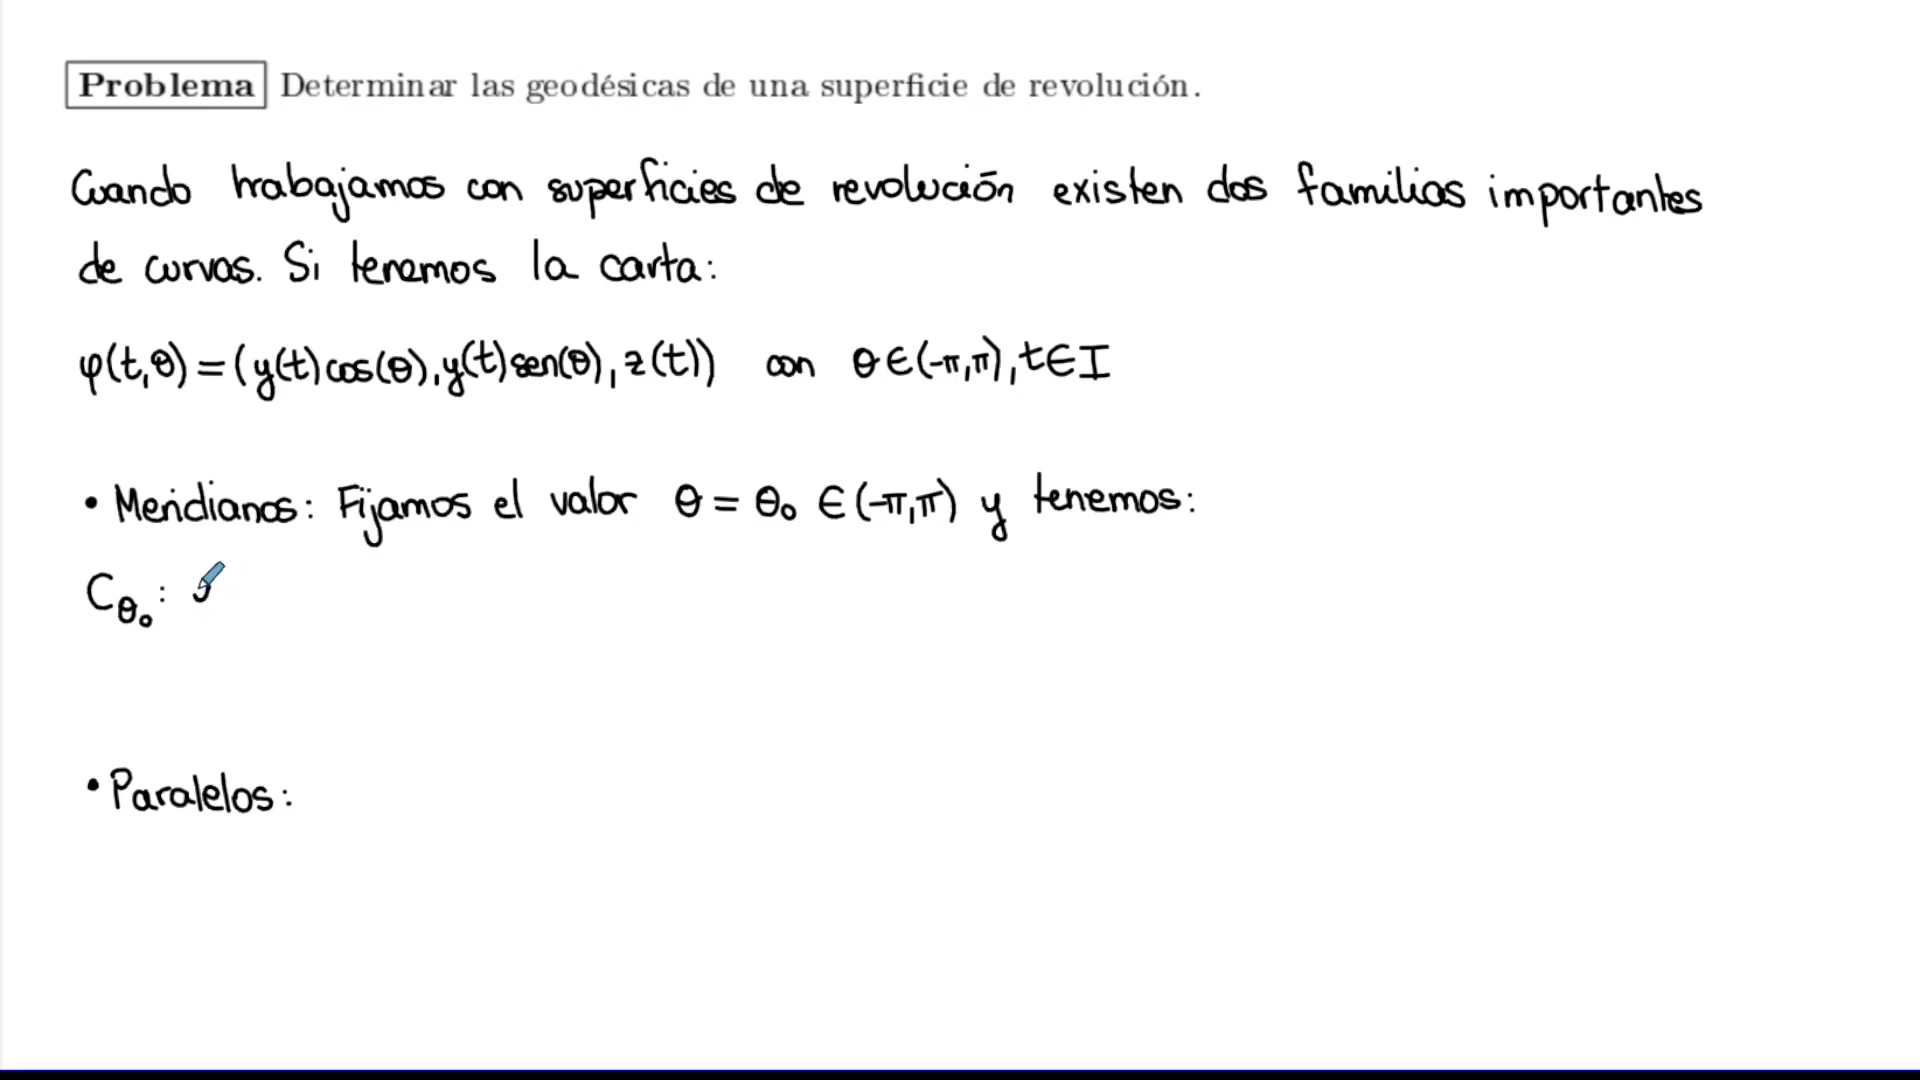 Problema Determinar las geodésicas de una superficie de revolución.
Cuando trabajamos con superficies de revolución existen dos familias importantes
de curvas. Si tenemos la carta:
φ(t,θ)=(y(t)cos(θ),y(t)sen(θ),z(t)) con θ∈(-π,π),t∈I
• Meridianos: Fijamos el valor θ = θ₀ ∈(-π,π) y tenemos:
C_θ₀:
• Paralelos: